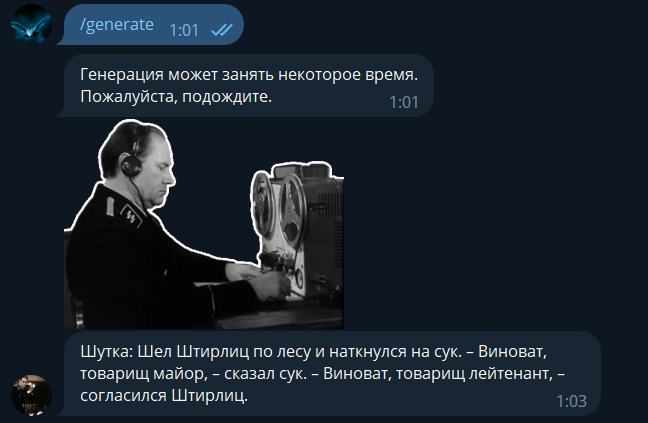 /generate
1:01
Генерация может занять некоторое время.
Пожалуйста, подождите.
1:01
Шутка: Шел Штирлиц по лесу и наткнулся на сук. – Виноват,
товарищ майор, – сказал сук. – Виноват, товарищ лейтенант, –
согласился Штирлиц.
1:03